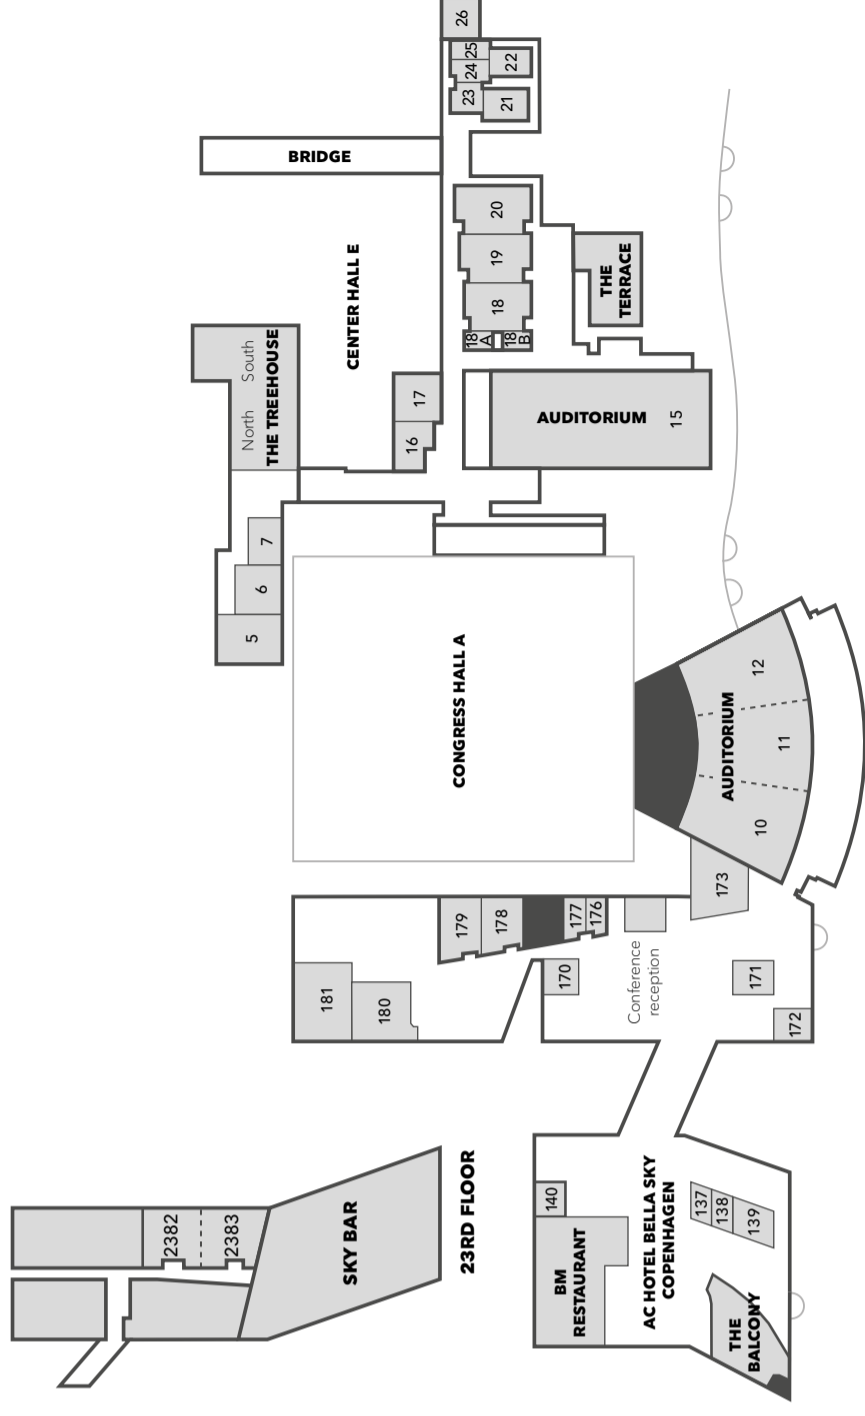 26
25
24
23
22
21
BRIDGE
20
19
18
18
A
18
B
CENTER HALL E
THE
TERRACE
North South
THE TREEHOUSE
17
16
AUDITORIUM
15
7
6
5
CONGRESS HALL A
AUDITORIUM
12
11
10
173
179
178
177
176
181
180
170
Conference
reception
171
172
2382
2383
SKY BAR
23RD FLOOR
140
BM
RESTAURANT
AC HOTEL BELLA SKY
COPENHAGEN
137
138
139
THE
BALCONY